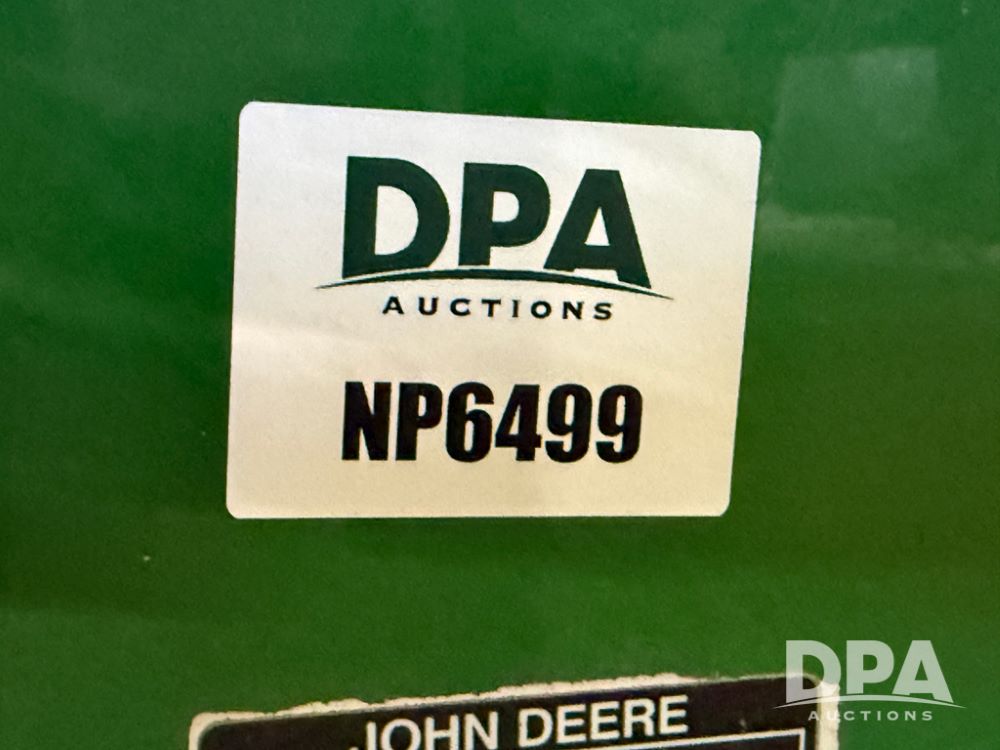 DPA
AUCTIONS
NP6499
JOHN DEERE
DPA
AUCTIONS